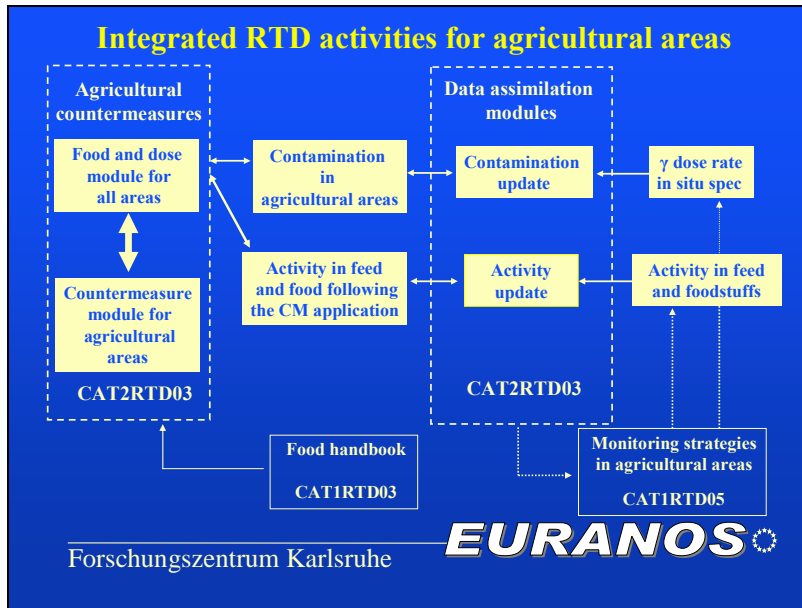 Integrated RTD activities for agricultural areas
Agricultural
countermeasures
Food and dose
module for
all areas
Countermeasure
module for
agricultural
areas
CAT2RTD03
Contamination
in
agricultural areas
Activity in feed
and food following
the CM application
Data assimilation
modules
Contamination
update
Activity
update
CAT2RTD03
γ dose rate
in situ spec
Activity in feed
and foodstuffs
Food handbook
CAT1RTD03
Monitoring strategies
in agricultural areas
CAT1RTD05
Forschungszentrum Karlsruhe
EURANOS